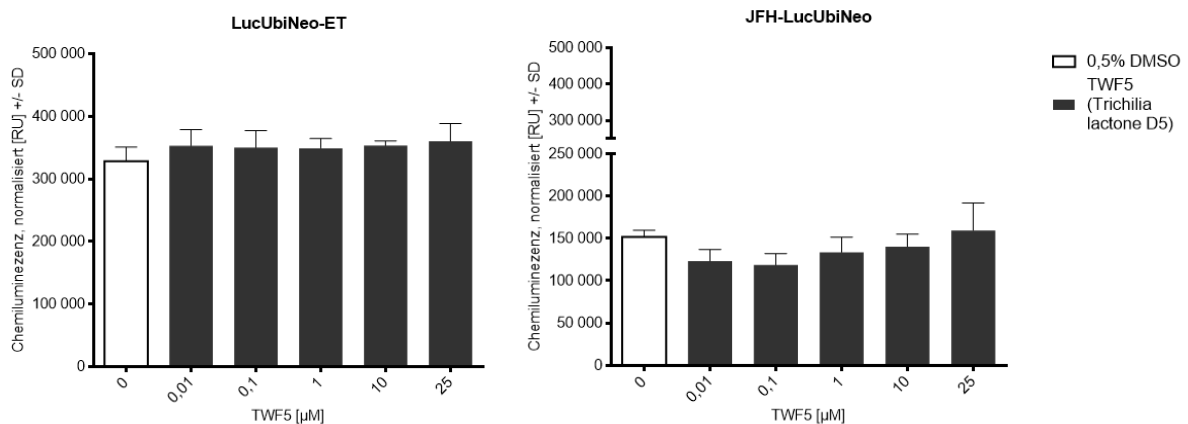 LucUbiNeo-ET
Chemiluminezenz, normalisiert [RU] +/- SD
500 000
400 000
300 000
200 000
100 000
0
0
0,01
0,1
1
10
25
TWF5 [µM]
JFH-LucUbiNeo
Chemiluminezenz, normalisiert [RU] +/- SD
500 000
400 000
300 000
250 000
200 000
150 000
100 000
50 000
0
0
0,01
0,1
1
10
25
TWF5 [µM]
0,5% DMSO
TWF5
(Trichilia
lactone D5)